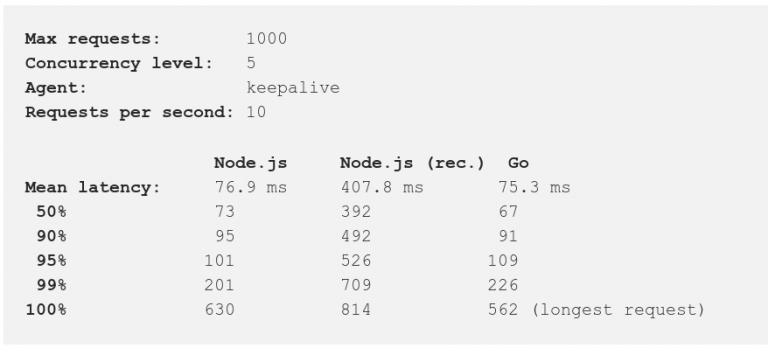 Max requests: 1000
Concurrency level: 5
Agent: keepalive
Requests per second: 10
Node.js Node.js (rec.) Go
Mean latency: 76.9 ms 407.8 ms 75.3 ms
50% 73 392 67
90% 95 492 91
95% 101 526 109
99% 201 709 226
100% 630 814 562 (longest request)